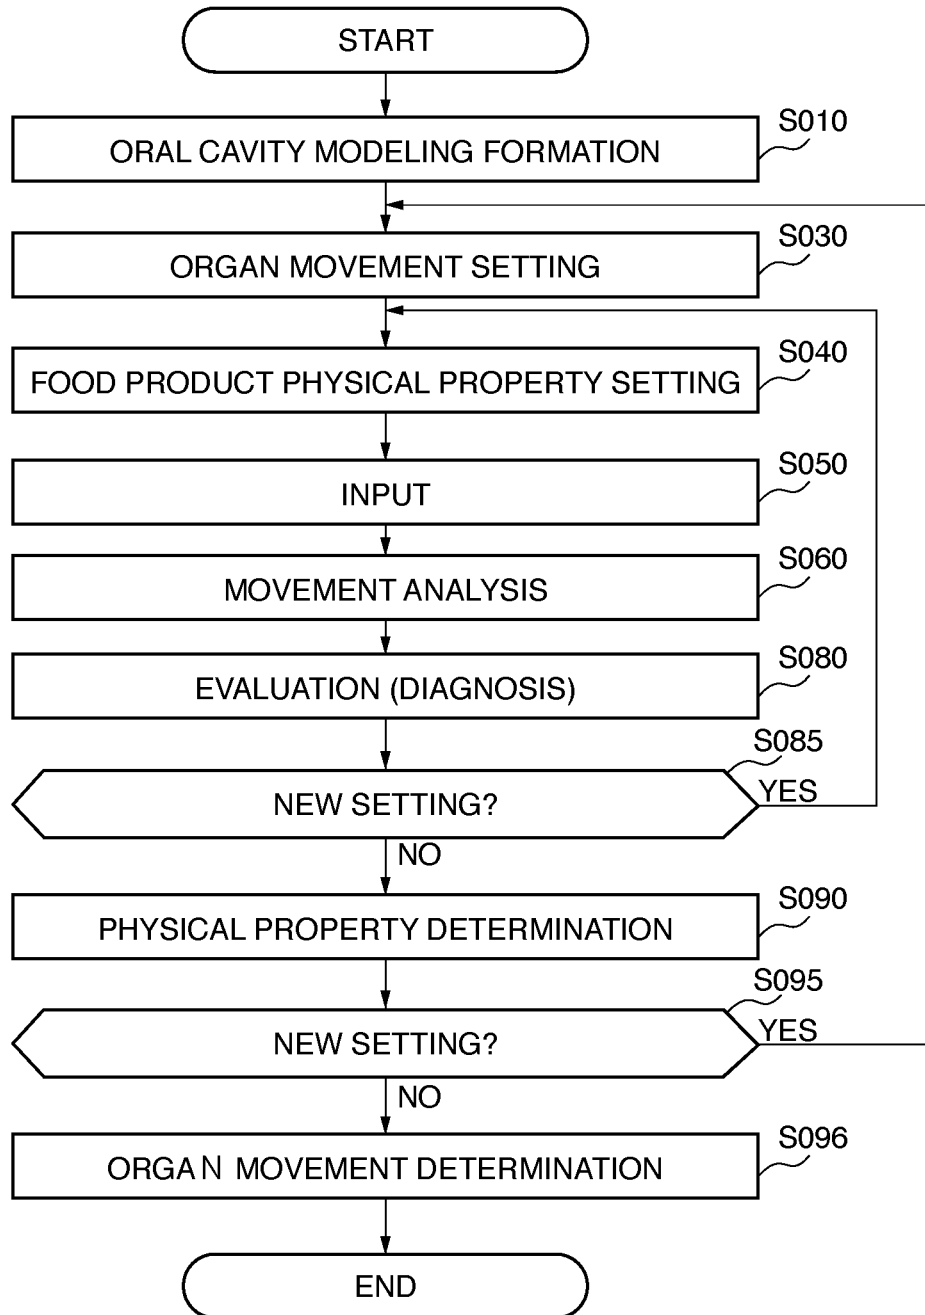 START
S010
ORAL CAVITY MODELING FORMATION
S030
ORGAN MOVEMENT SETTING
S040
FOOD PRODUCT PHYSICAL PROPERTY SETTING
S050
INPUT
S060
MOVEMENT ANALYSIS
S080
EVALUATION (DIAGNOSIS)
S085
NEW SETTING?
YES
NO
S090
PHYSICAL PROPERTY DETERMINATION
S095
NEW SETTING?
YES
NO
S096
ORGAN MOVEMENT DETERMINATION
END